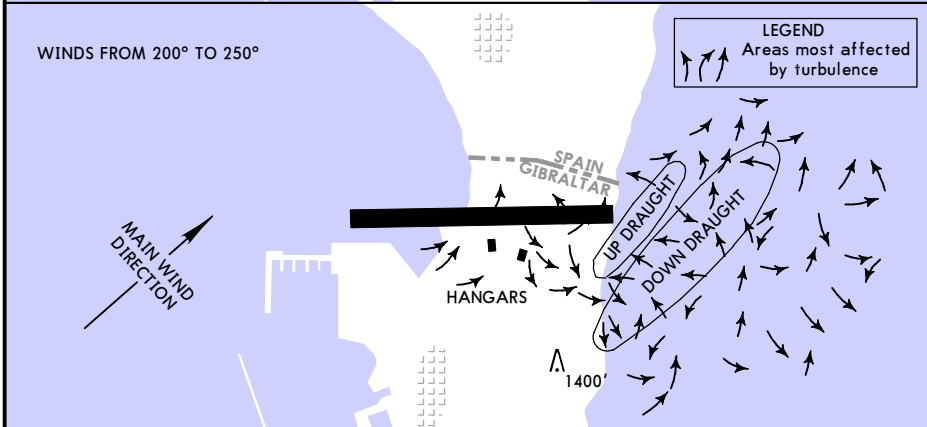 WINDS FROM 200° TO 250°
LEGEND
Areas most affected
by turbulence
SPAIN
GIBRALTAR
UP DRAUGHT
DOWN DRAUGHT
MAIN WIND
DIRECTION
HANGARS
1400'